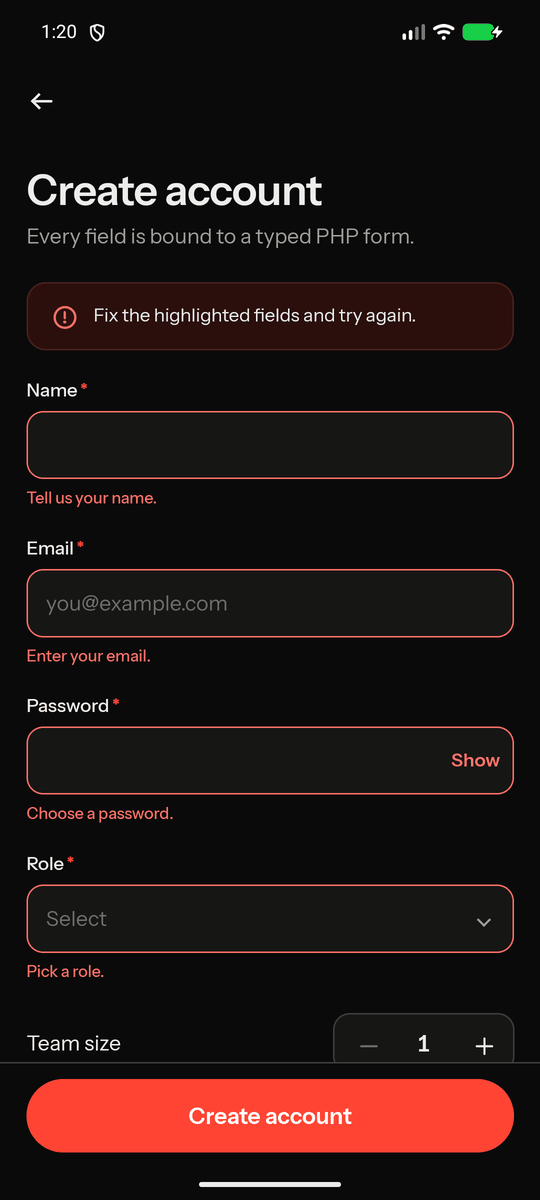 1:20
Create account
Every field is bound to a typed PHP form.
Fix the highlighted fields and try again.
Name *
Tell us your name.
Email *
you@example.com
Enter your email.
Password *
Show
Choose a password.
Role *
Select
Pick a role.
Team size
1
Create account